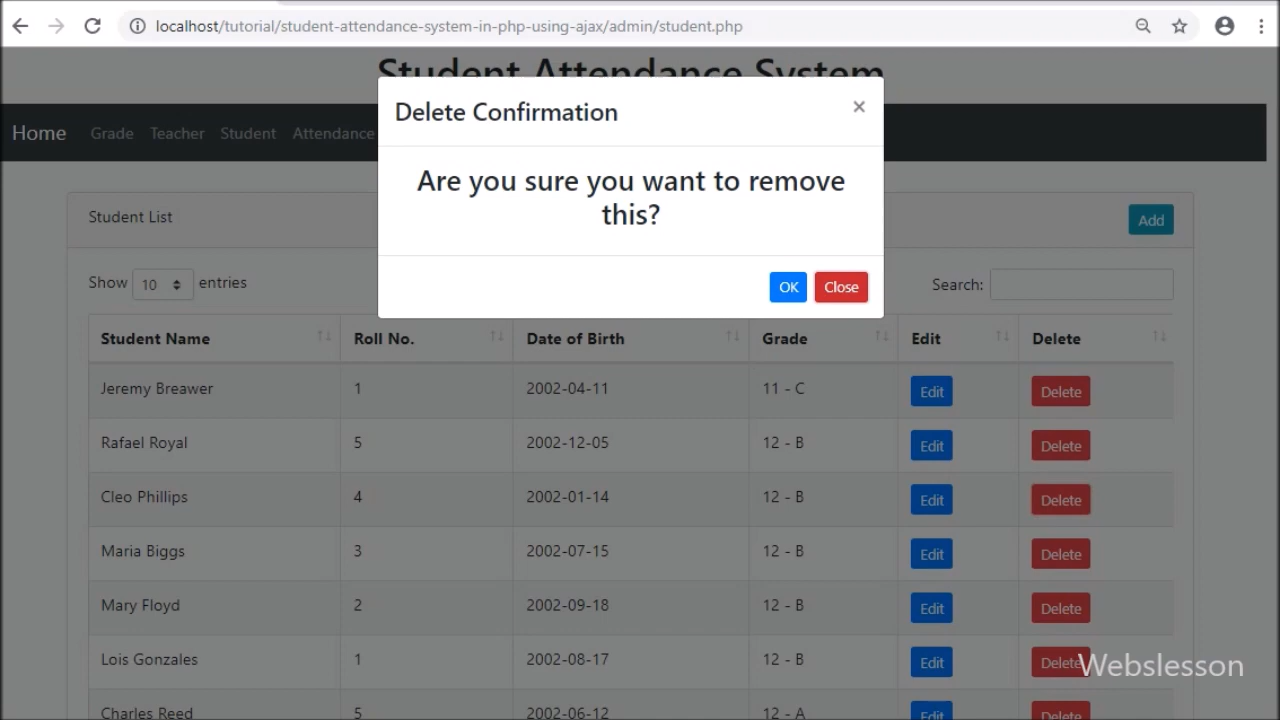 localhost/tutorial/student-attendance-system-in-php-using-ajax/admin/student.php
Student Attendance System
Home Grade Teacher Student Attendance
Delete Confirmation ×
Are you sure you want to remove
this?
OK Close
Student List Add
Show 10 entries Search:
Student Name Roll No. Date of Birth Grade Edit Delete
Jeremy Breawer 1 2002-04-11 11 - C Edit Delete
Rafael Royal 5 2002-12-05 12 - B Edit Delete
Cleo Phillips 4 2002-01-14 12 - B Edit Delete
Maria Biggs 3 2002-07-15 12 - B Edit Delete
Mary Floyd 2 2002-09-18 12 - B Edit Delete
Lois Gonzales 1 2002-08-17 12 - B Edit Delete
Webslesson
Charles Reed 5 2002-06-12 12 - A Edit Delete